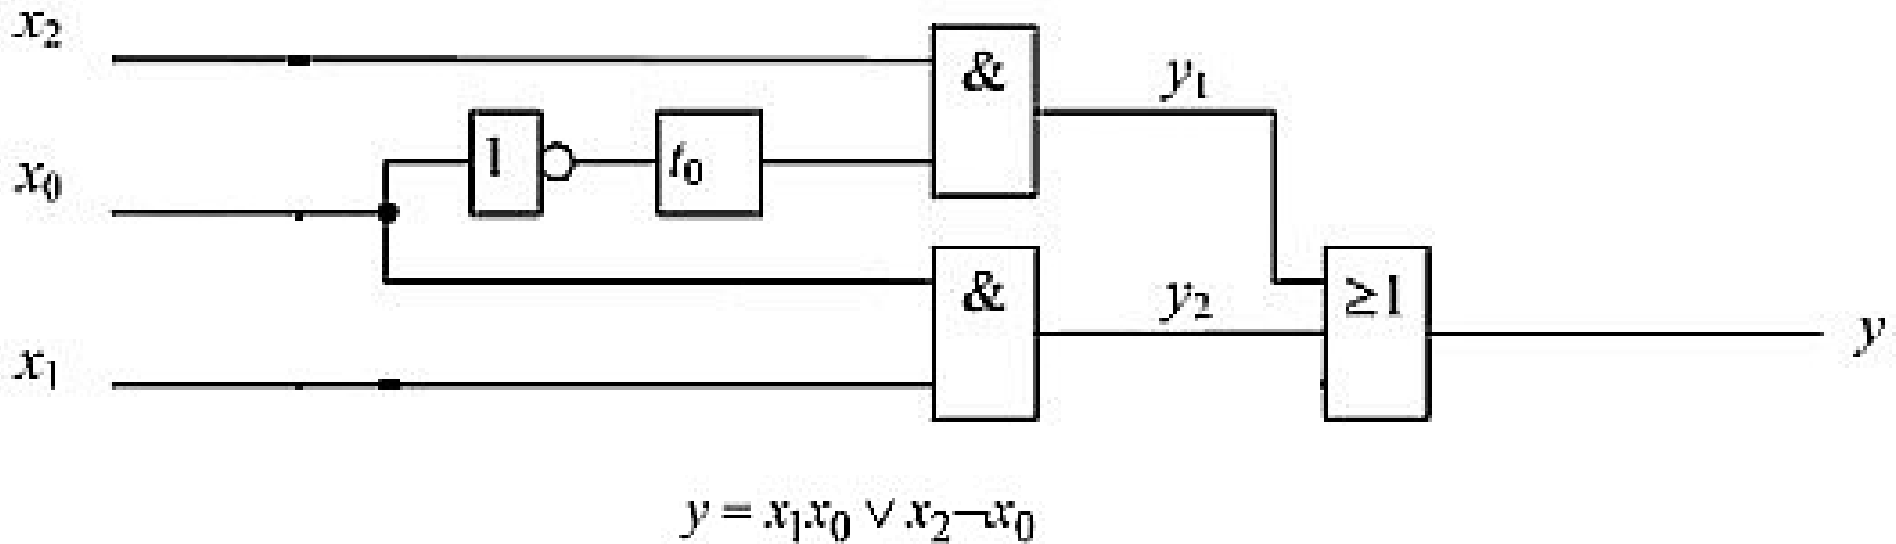 x₂
&
y₁
1
t₀
x₀
&
y₂
≥1
y
x₁
y = x₁x₀ ∨ x₂¬x₀